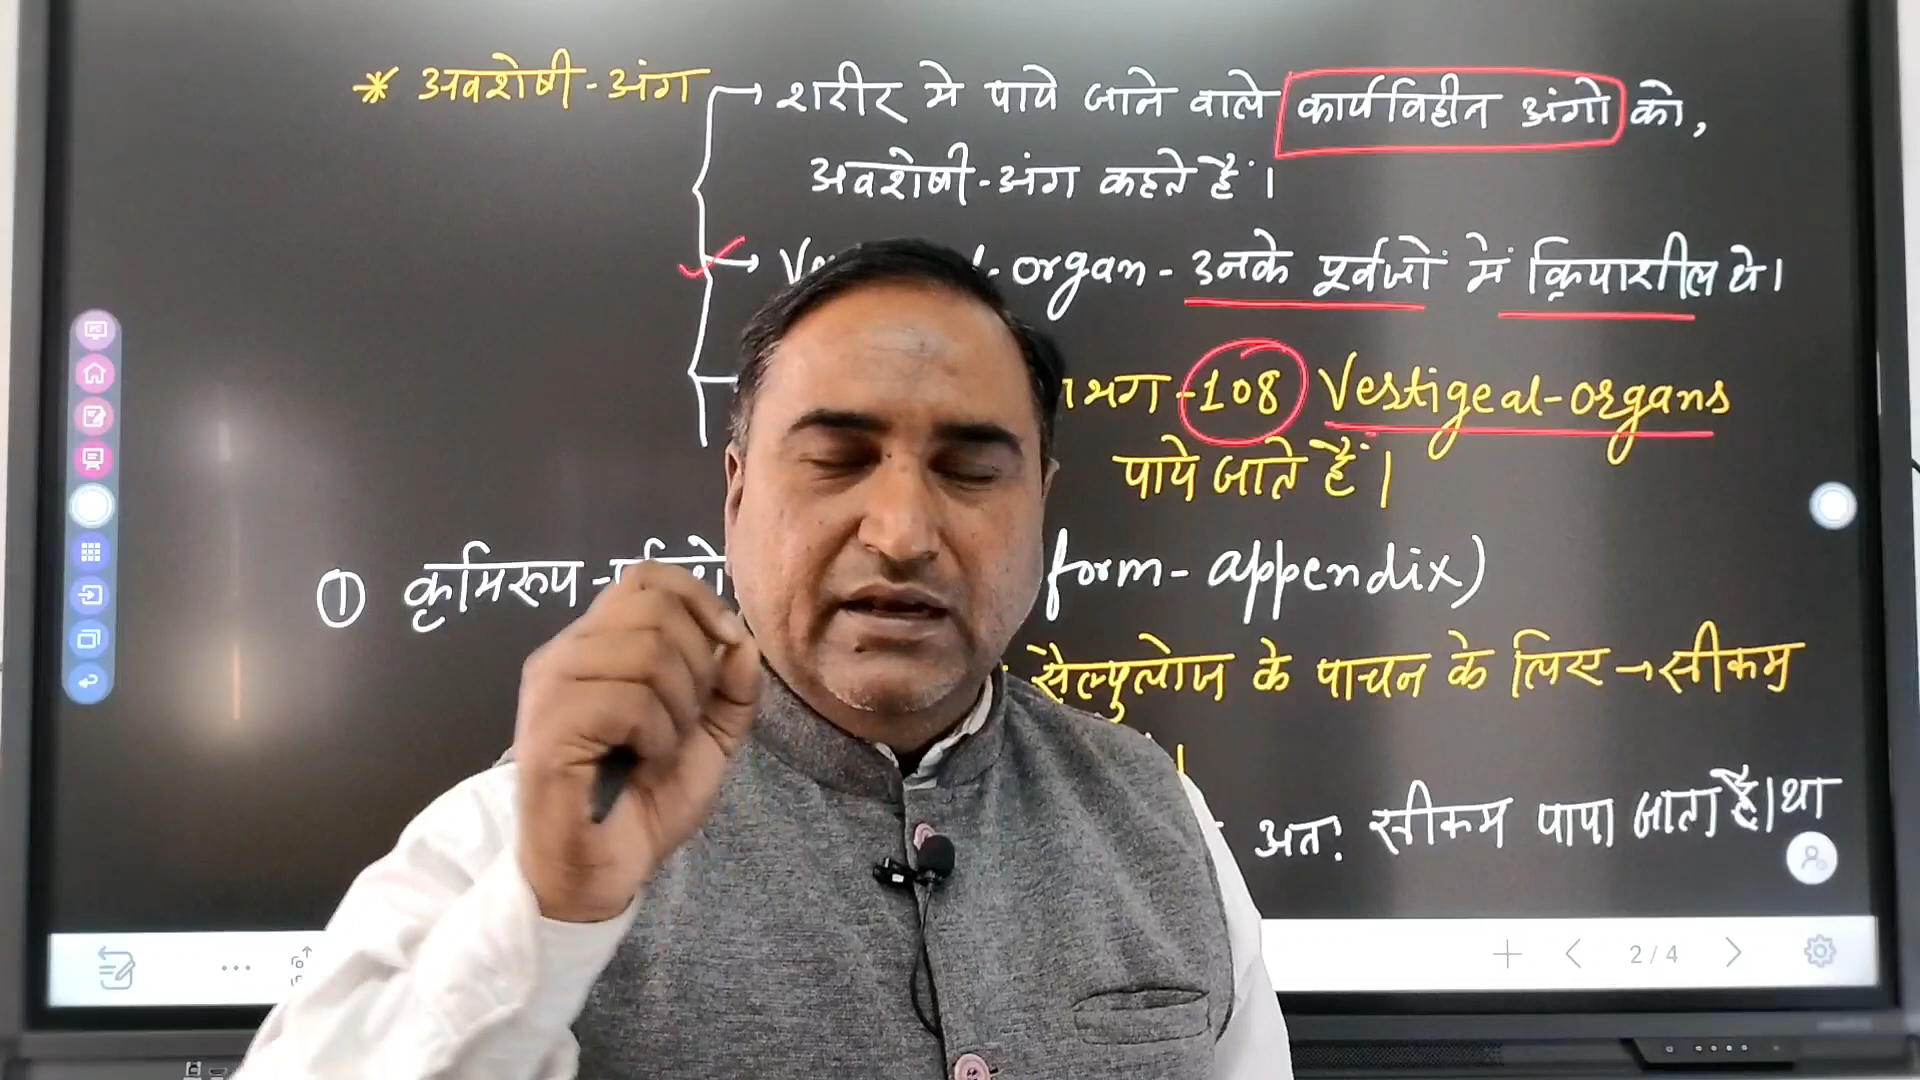 * अवशेषी-अंग → शरीर मे पाये जाने वाले कार्यविहीन अंगो को,
अवशेषी-अंग कहते हैं।
→ organ - उनके पूर्वजों में क्रियाशील थे।
108 Vestigeal-organs
पाये जाते हैं।
① कृमिरूप- form-appendix)
सैल्युलोज के पाचन के लिए → सीकम
अतः सीकम पाया जाता है। था
2/4